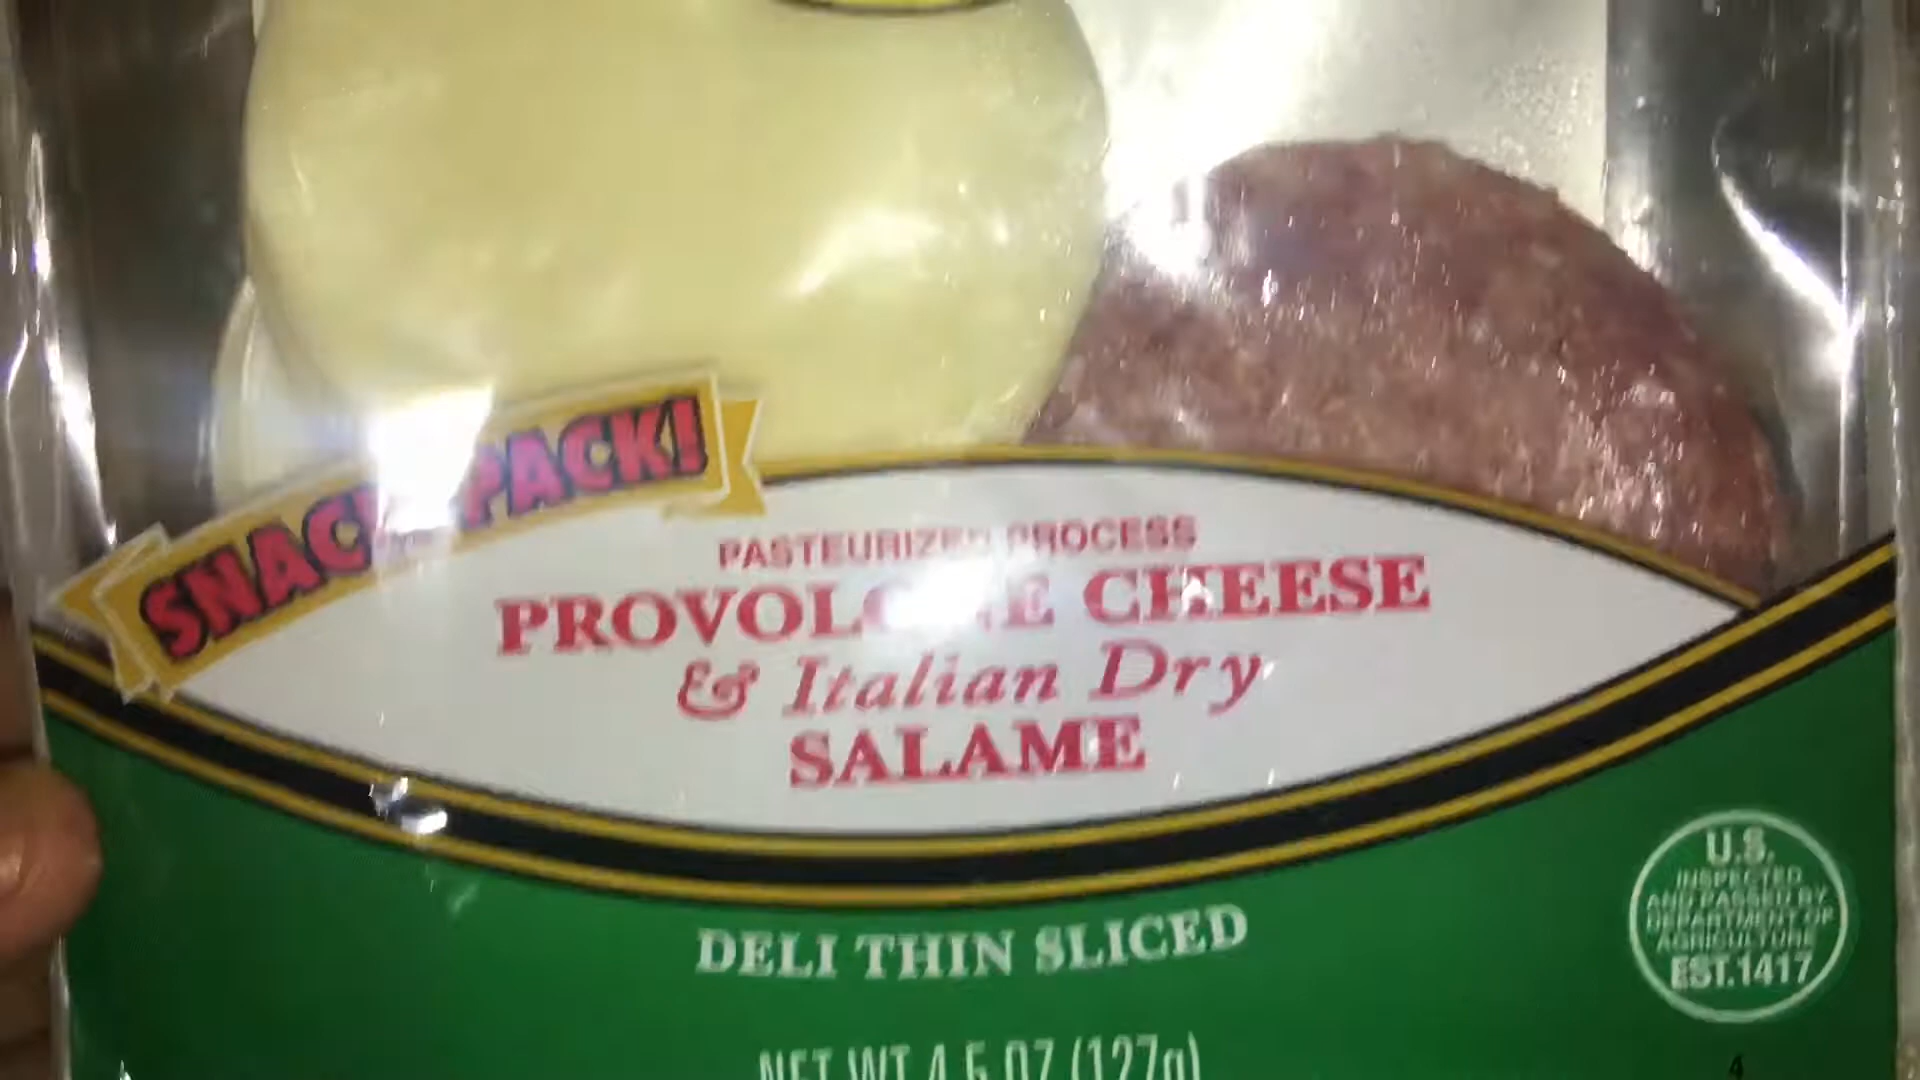 SNACK PACK!
PASTEURIZED PROCESS
PROVOLONE CHEESE
& Italian Dry
SALAME
DELI THIN SLICED
U.S.
INSPECTED
AND PASSED BY
DEPARTMENT OF
AGRICULTURE
EST.1417
NET WT 4.5 OZ (127g)
4